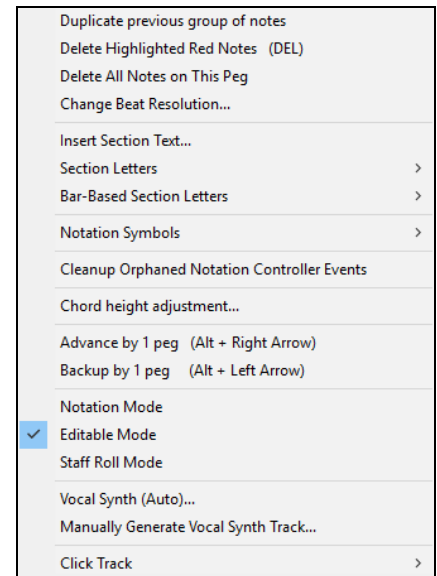 Duplicate previous group of notes
Delete Highlighted Red Notes (DEL)
Delete All Notes on This Peg
Change Beat Resolution...
Insert Section Text...
Section Letters
Bar-Based Section Letters
Notation Symbols
Cleanup Orphaned Notation Controller Events
Chord height adjustment...
Advance by 1 peg (Alt + Right Arrow)
Backup by 1 peg (Alt + Left Arrow)
Notation Mode
Editable Mode
Staff Roll Mode
Vocal Synth (Auto)...
Manually Generate Vocal Synth Track...
Click Track